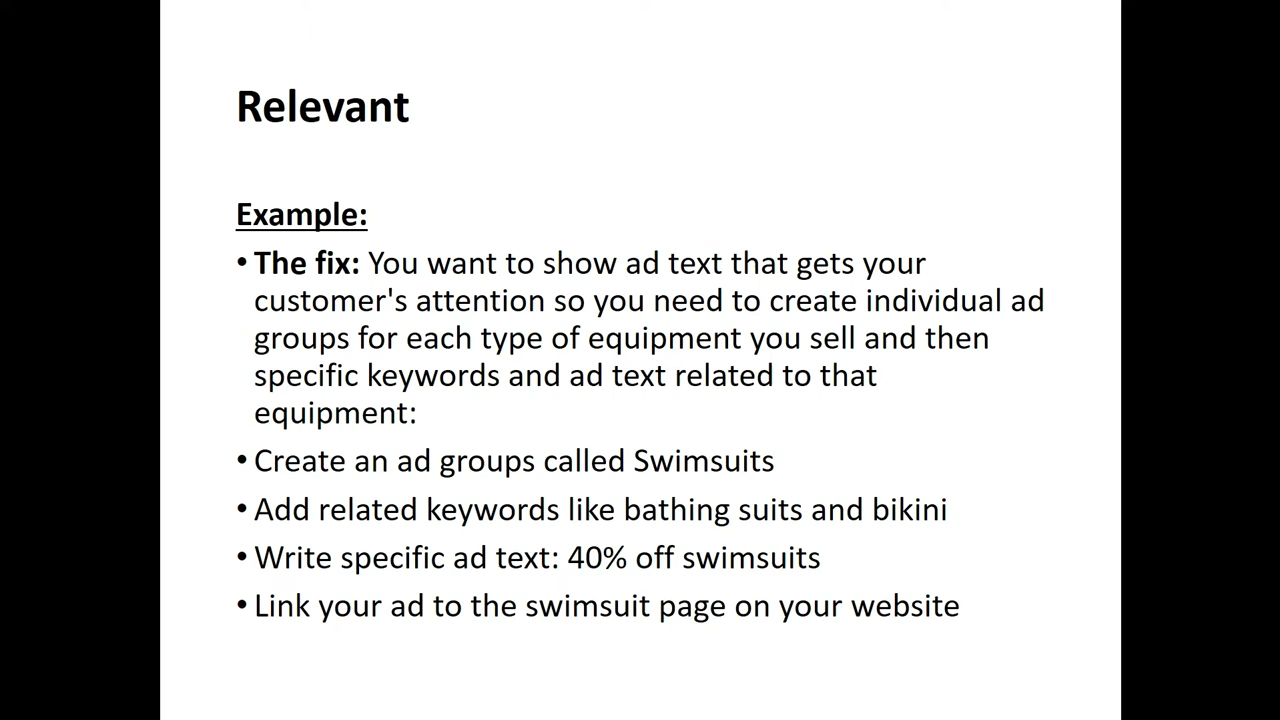 Relevant
Example:
• The fix: You want to show ad text that gets your
customer's attention so you need to create individual ad
groups for each type of equipment you sell and then
specific keywords and ad text related to that
equipment:
• Create an ad groups called Swimsuits
• Add related keywords like bathing suits and bikini
• Write specific ad text: 40% off swimsuits
• Link your ad to the swimsuit page on your website